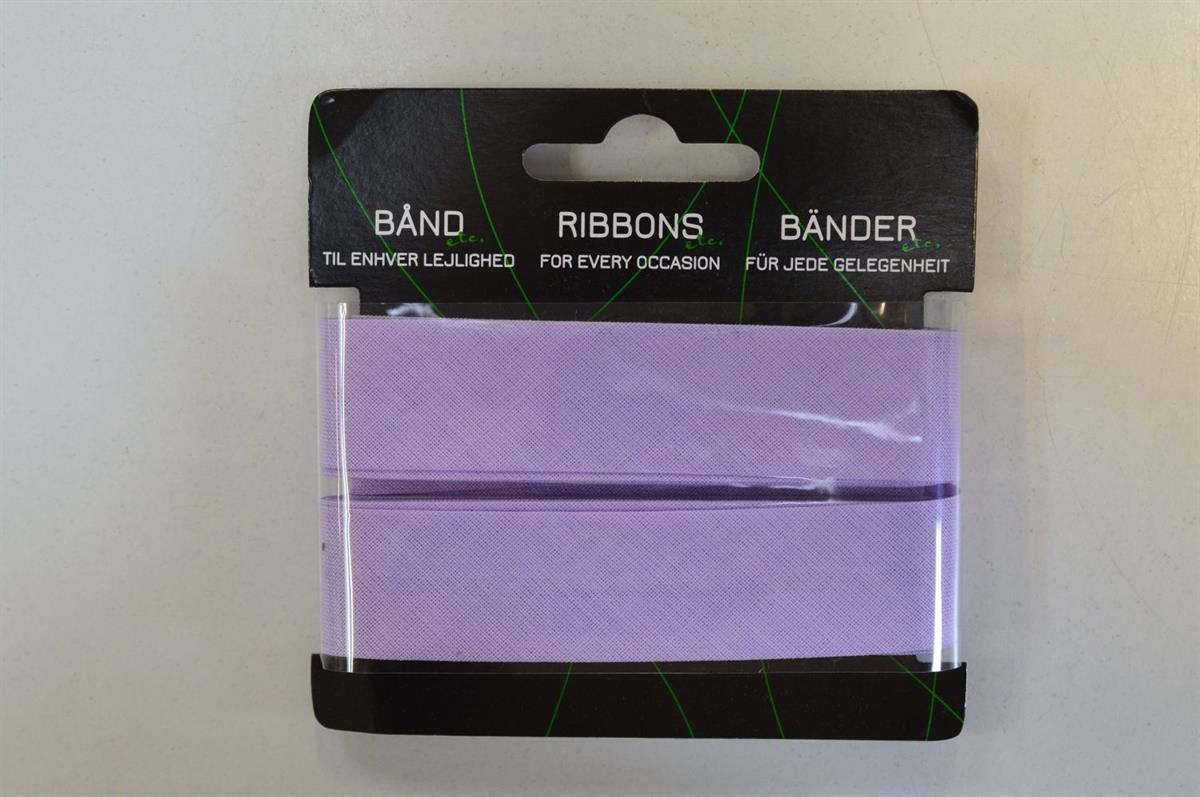 BÅND etc.
TIL ENHVER LEJLIGHED
RIBBONS etc.
FOR EVERY OCCASION
BÄNDER etc.
FÜR JEDE GELEGENHEIT